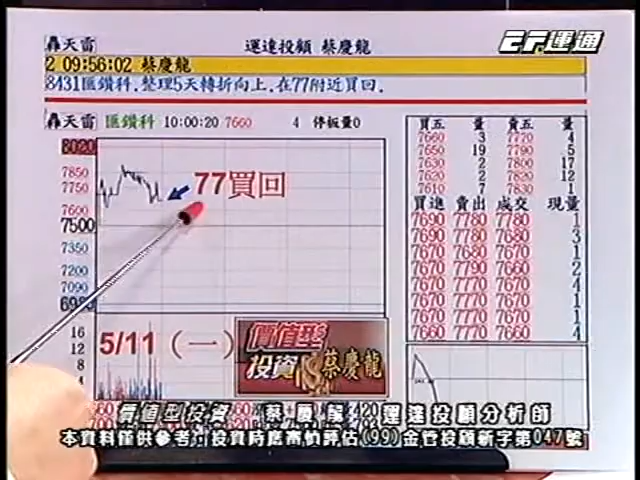 轟天雷
運達投顧 蔡慶龍
EF運通
2 09:56:02 蔡慶龍
8431匯鑽科.整理5天轉折向上.在77附近買回.
轟天雷 匯鑽科 10:00:20 7660 4 停板量0
8020
7850
7750
7600
7500
7350
7200
7090
77買回
買五 量 賣五 量
7660 3 7770 4
7650 19 7790 5
7630 2 7800 17
7620 2 7820 12
7610 7 7830 1
買進 賣出 成交 現量
7690 7780 7780 1
7690 7780 7680 3
7670 7680 7670 1
7670 7790 7660 2
7670 7770 7670 4
7670 7770 7670 1
7670 7770 7670 1
7660 7770 7660 4
16
12
8
5/11(一)
價值型
投資
蔡慶龍
價值型投資 蔡慶龍 運達投顧分析師
本資料僅供參考,投資時應審慎評估(99)金管投顧新字第047號